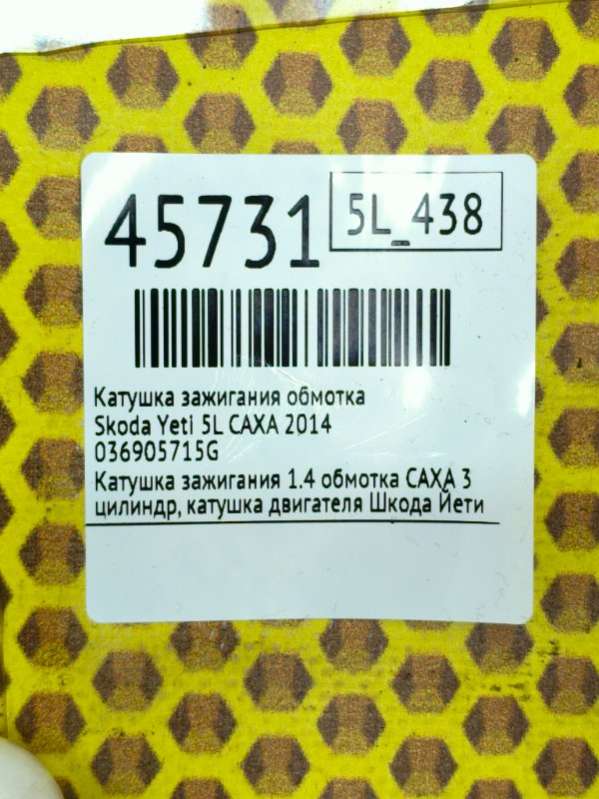 45731
5L_438
Катушка зажигания обмотка
Skoda Yeti 5L CAXA 2014
036905715G
Катушка зажигания 1.4 обмотка CAXA 3
цилиндр, катушка двигателя Шкода Йети